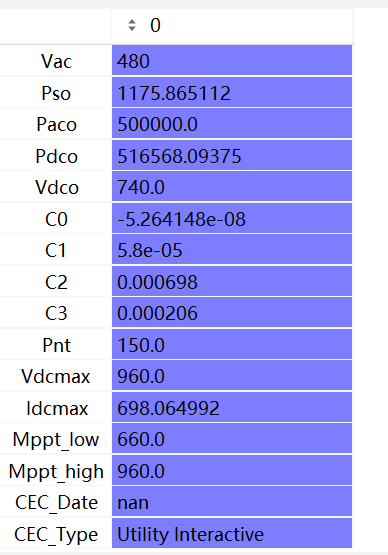 0
Vac 480
Pso 1175.865112
Paco 500000.0
Pdco 516568.09375
Vdco 740.0
C0 -5.264148e-08
C1 5.8e-05
C2 0.000698
C3 0.000206
Pnt 150.0
Vdcmax 960.0
Idcmax 698.064992
Mppt_low 660.0
Mppt_high 960.0
CEC_Date nan
CEC_Type Utility Interactive